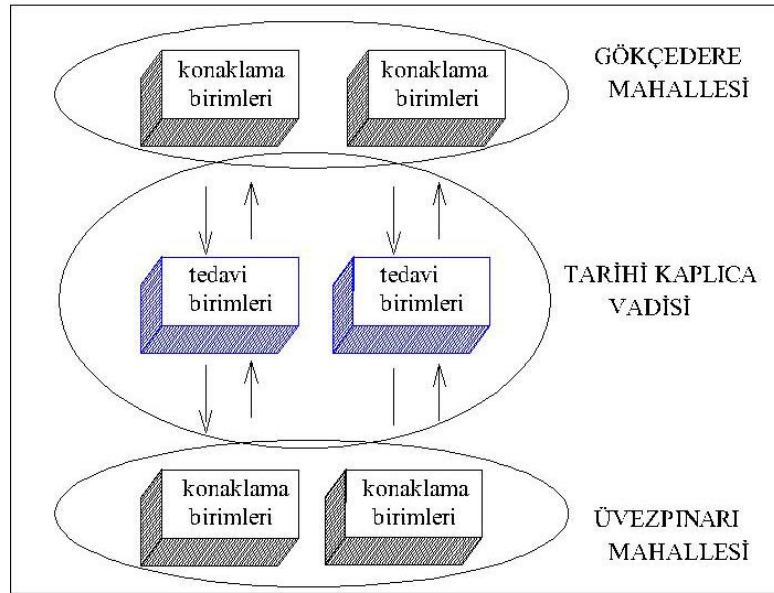 konaklama
birimleri
konaklama
birimleri
GÖKÇEDERE
MAHALLESİ
tedavi
birimleri
tedavi
birimleri
TARİHİ KAPLICA
VADİSİ
konaklama
birimleri
konaklama
birimleri
ÜVEZPINARI
MAHALLESİ